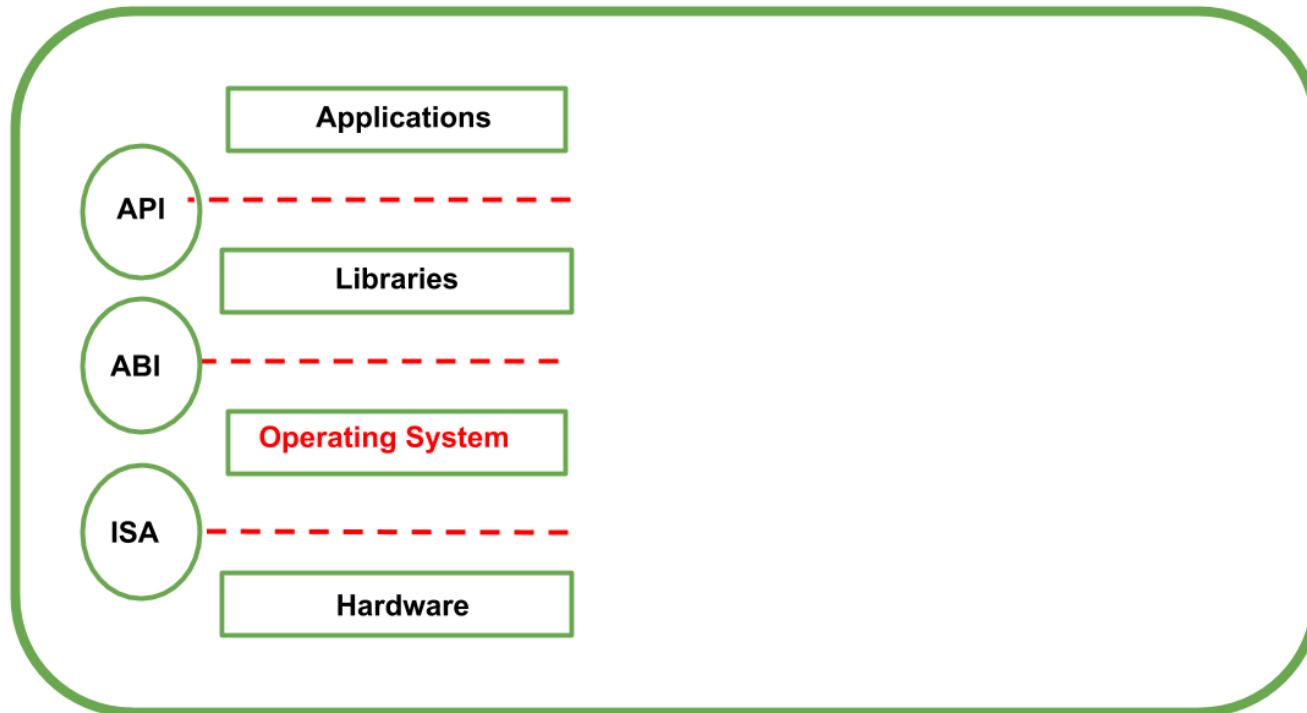 Applications
API
Libraries
ABI
Operating System
ISA
Hardware